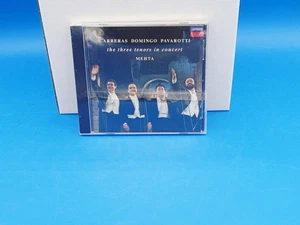 CARRERAS DOMINGO PAVAROTTI
the three tenors in concert
MEHTA